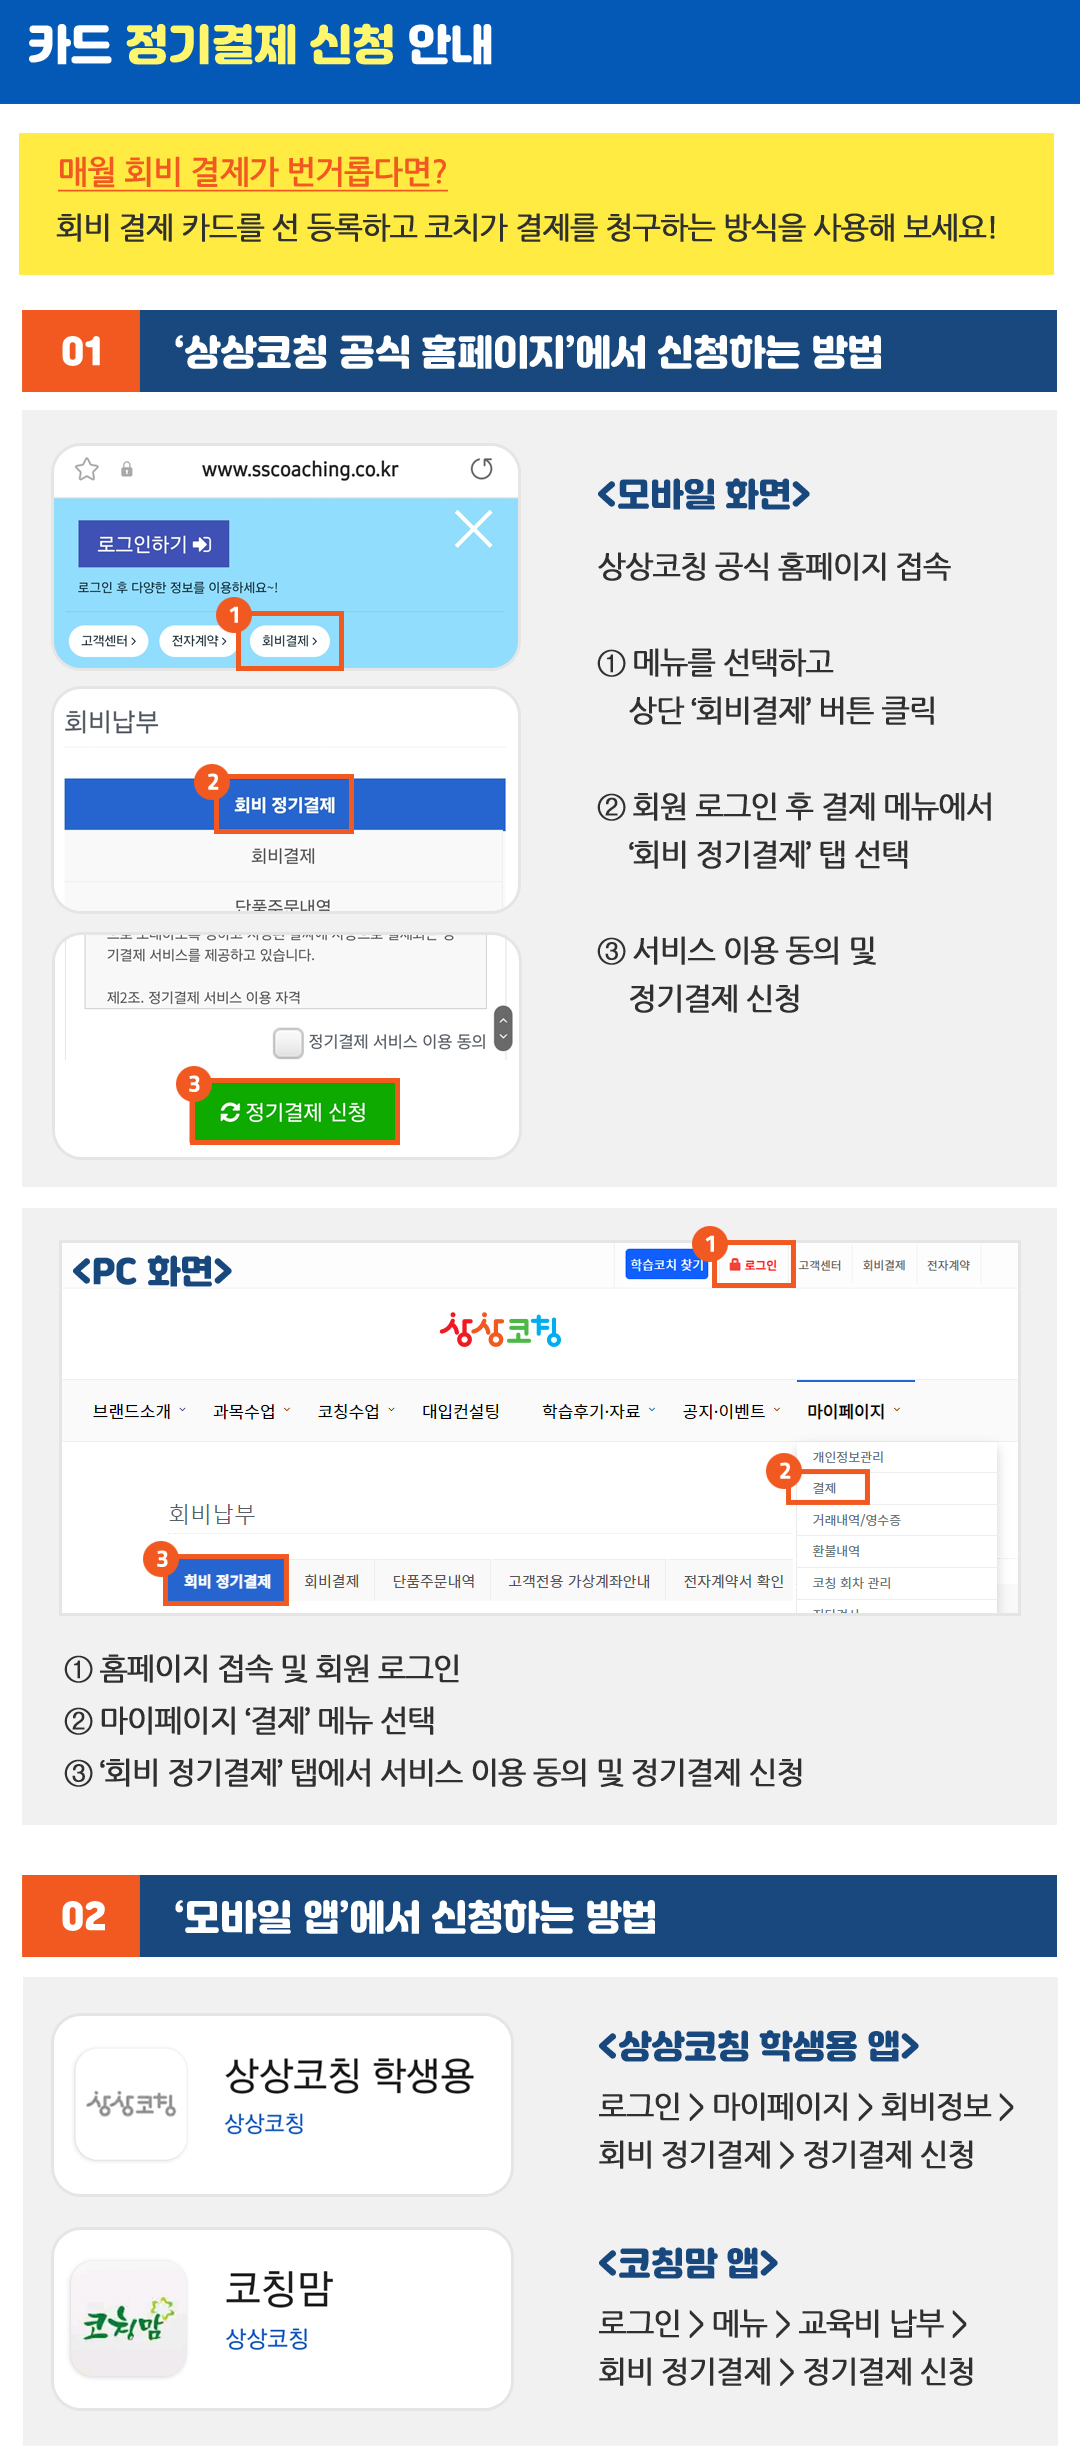 카드 정기결제 신청 안내
매월 회비 결제가 번거롭다면?
회비 결제 카드를 선 등록하고 코치가 결제를 청구하는 방식을 사용해 보세요!
01 ‘상상코칭 공식 홈페이지’에서 신청하는 방법
www.sscoaching.co.kr
로그인하기
로그인 후 다양한 정보를 이용하세요~!
1
고객센터 > 전자계약 > 회비결제 >
회비납부
2
회비 정기결제
회비결제
단품주문내역
기결제 서비스를 제공하고 있습니다.
제2조. 정기결제 서비스 이용 자격
정기결제 서비스 이용 동의
3
정기결제 신청
<모바일 화면>
상상코칭 공식 홈페이지 접속
① 메뉴를 선택하고
상단 ‘회비결제’ 버튼 클릭
② 회원 로그인 후 결제 메뉴에서
‘회비 정기결제’ 탭 선택
③ 서비스 이용 동의 및
정기결제 신청
<PC 화면>
1
학습코치 찾기 로그인 고객센터 회비결제 전자계약
상상코칭
브랜드소개 과목수업 코칭수업 대입컨설팅 학습후기·자료 공지·이벤트 마이페이지
개인정보관리
2
결제
거래내역/영수증
환불내역
코칭 회차 관리
회비납부
3
회비 정기결제 회비결제 단품주문내역 고객전용 가상계좌안내 전자계약서 확인
① 홈페이지 접속 및 회원 로그인
② 마이페이지 ‘결제’ 메뉴 선택
③ ‘회비 정기결제’ 탭에서 서비스 이용 동의 및 정기결제 신청
02 ‘모바일 앱’에서 신청하는 방법
상상코칭
상상코칭 학생용
상상코칭
<상상코칭 학생용 앱>
로그인 > 마이페이지 > 회비정보 >
회비 정기결제 > 정기결제 신청
코칭맘
코칭맘
상상코칭
<코칭맘 앱>
로그인 > 메뉴 > 교육비 납부 >
회비 정기결제 > 정기결제 신청